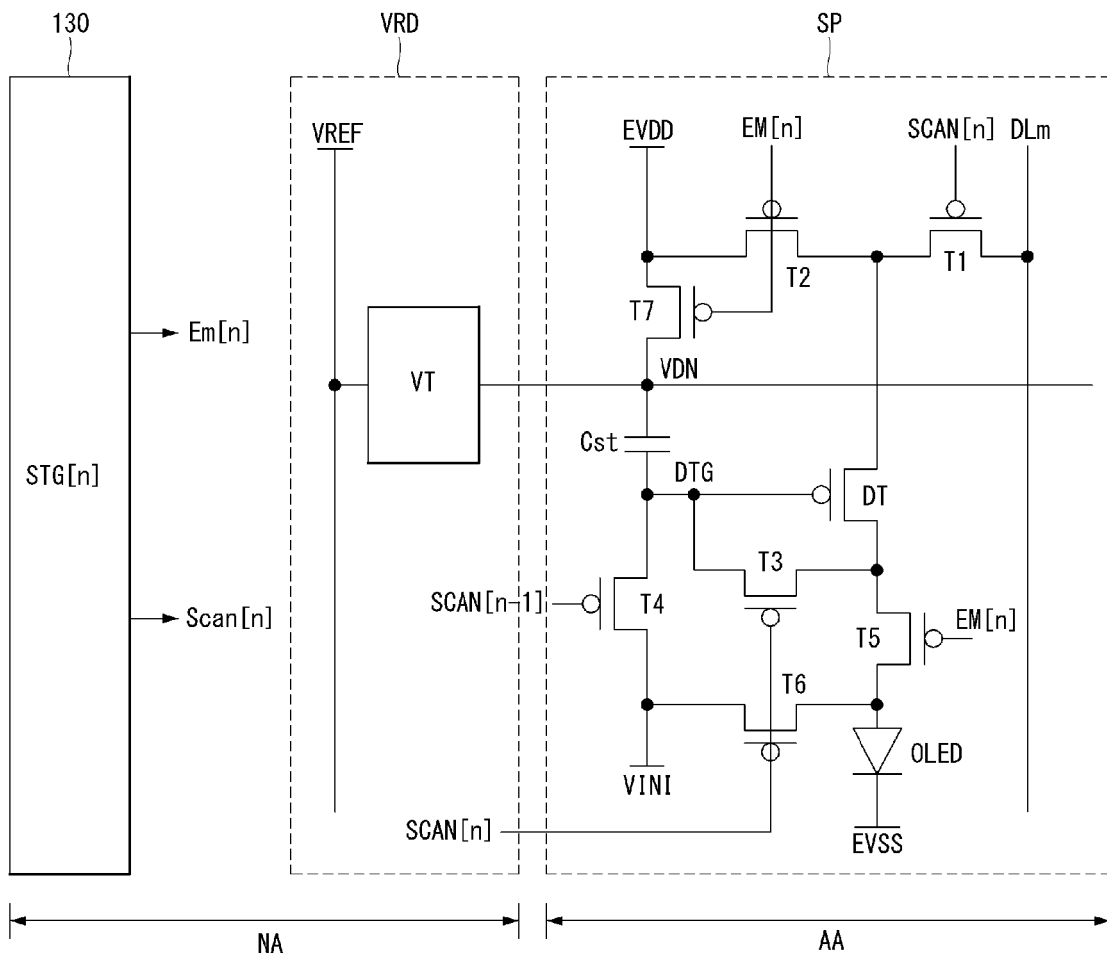 130
VRD
SP
VREF
EVDD
EM[n]
SCAN[n]
DLm
T2
T1
T7
Em[n]
VT
VDN
Cst
STG[n]
DTG
DT
T3
SCAN[n-1]
T4
Scan[n]
T5
EM[n]
T6
OLED
VINI
SCAN[n]
EVSS
NA
AA